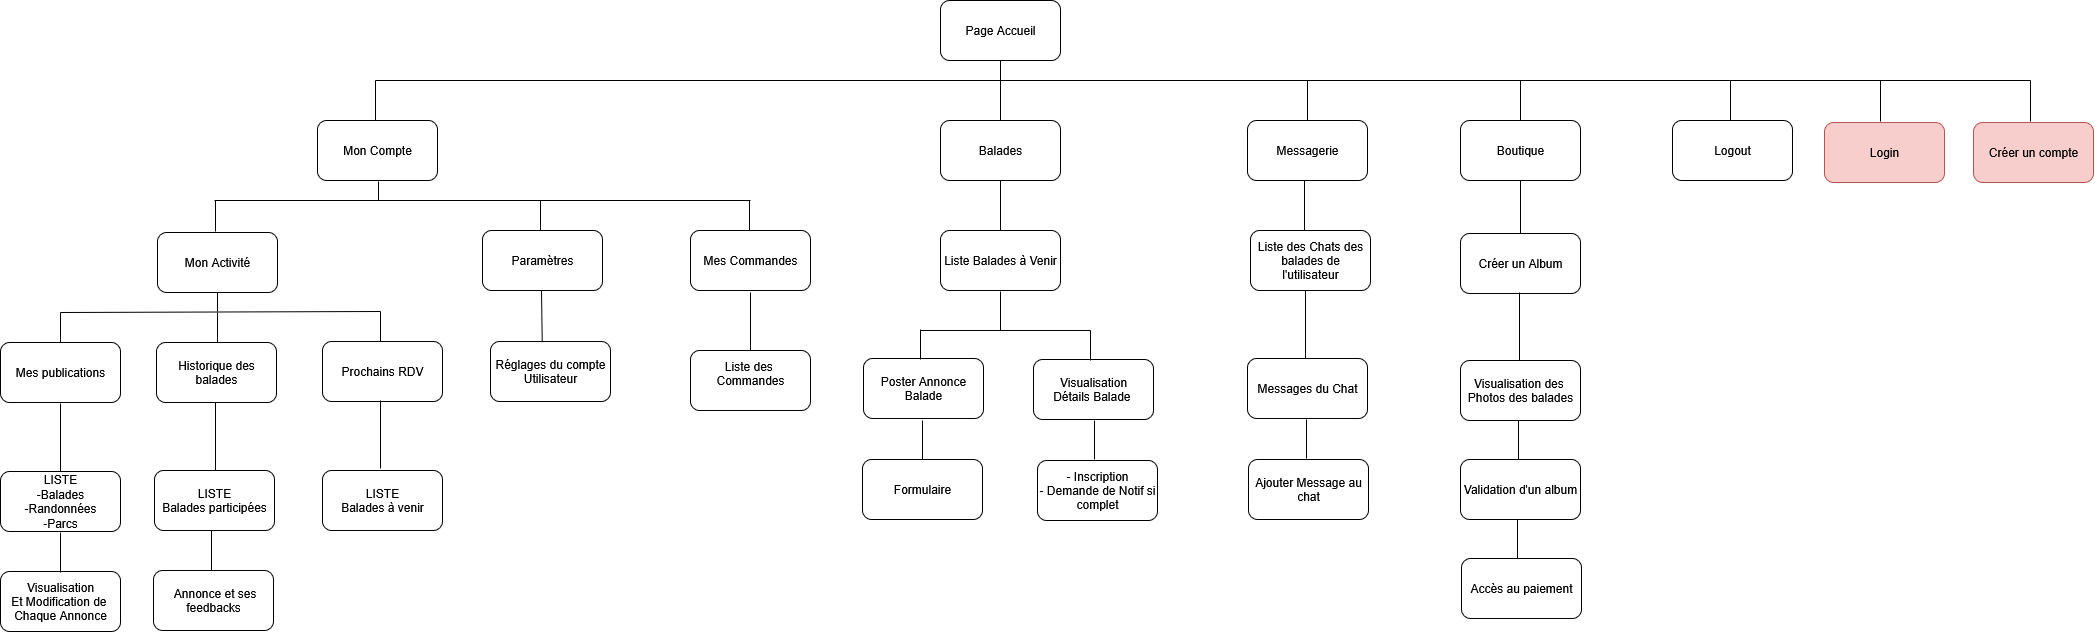 Page Accueil
Mon Compte
Balades
Messagerie
Boutique
Logout
Login
Créer un compte
Mon Activité
Paramètres
Mes Commandes
Liste Balades à Venir
Liste des Chats des
balades de
l'utilisateur
Créer un Album
Mes publications
Historique des
balades
Prochains RDV
Réglages du compte
Utilisateur
Liste des
Commandes
Poster Annonce
Balade
Visualisation
Détails Balade
Messages du Chat
Visualisation des
Photos des balades
LISTE
-Balades
-Randonnées
-Parcs
LISTE
Balades participées
LISTE
Balades à venir
Formulaire
- Inscription
- Demande de Notif si
complet
Ajouter Message au
chat
Validation d'un album
Visualisation
Et Modification de
Chaque Annonce
Annonce et ses
feedbacks
Accès au paiement